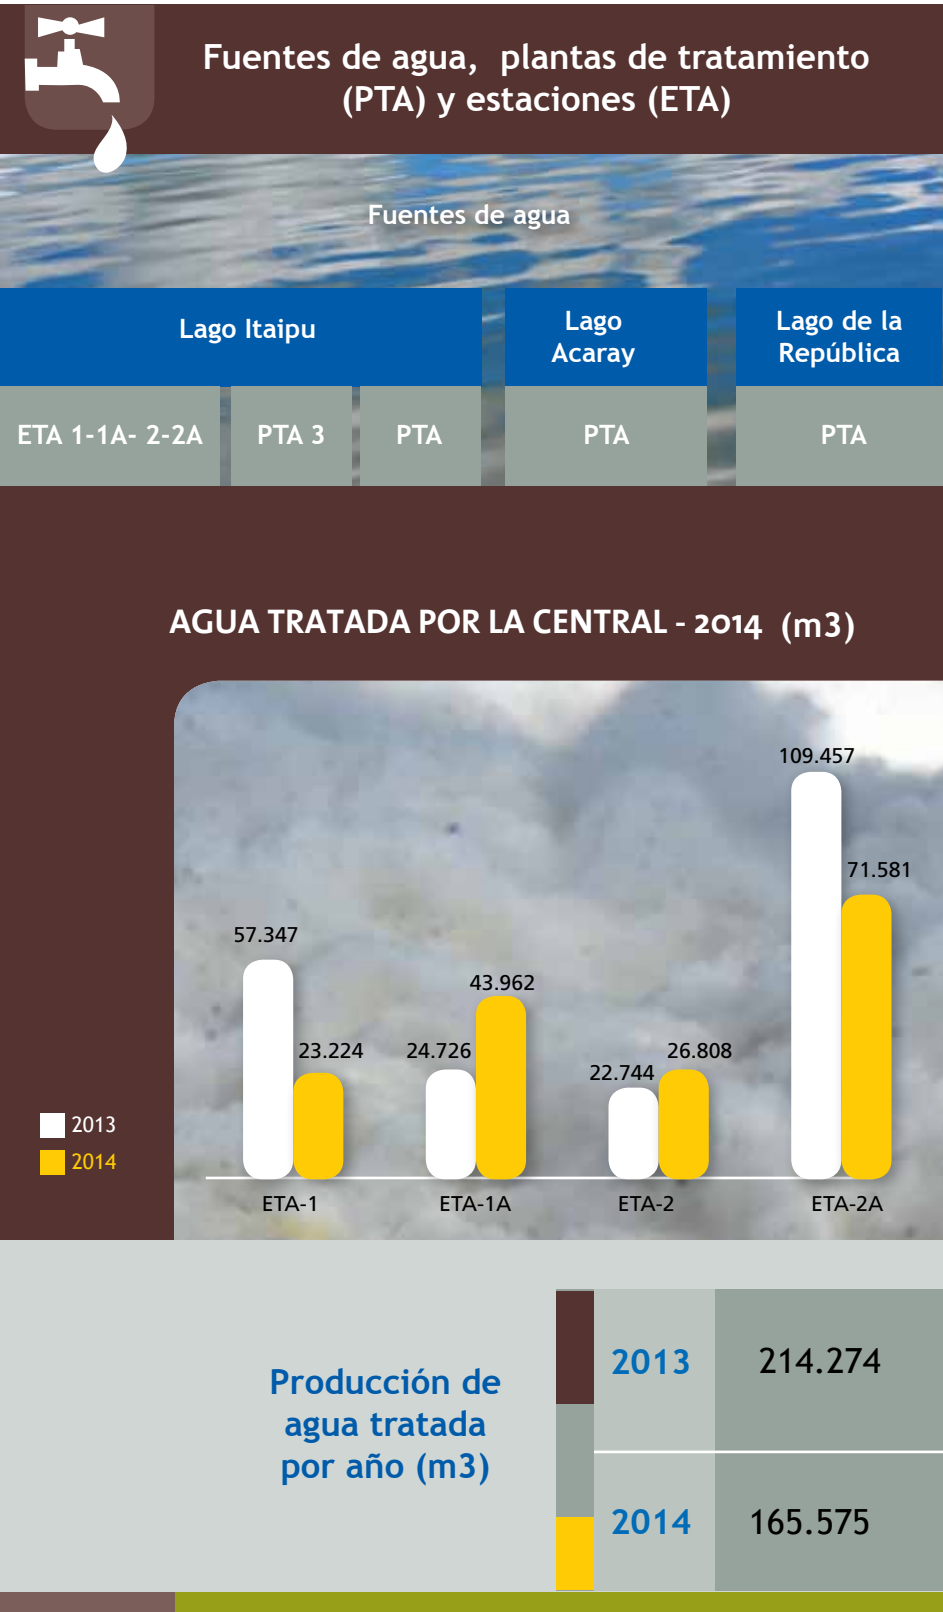 Fuentes de agua, plantas de tratamiento
(PTA) y estaciones (ETA)
Fuentes de agua
Lago Itaipu
Lago
Acaray
Lago de la
República
ETA 1-1A- 2-2A
PTA 3
PTA
PTA
PTA
AGUA TRATADA POR LA CENTRAL - 2014 (m3)
109.457
71.581
57.347
43.962
23.224
24.726
22.744
26.808
2013
2014
ETA-1
ETA-1A
ETA-2
ETA-2A
Producción de
agua tratada
por año (m3)
2013
214.274
2014
165.575